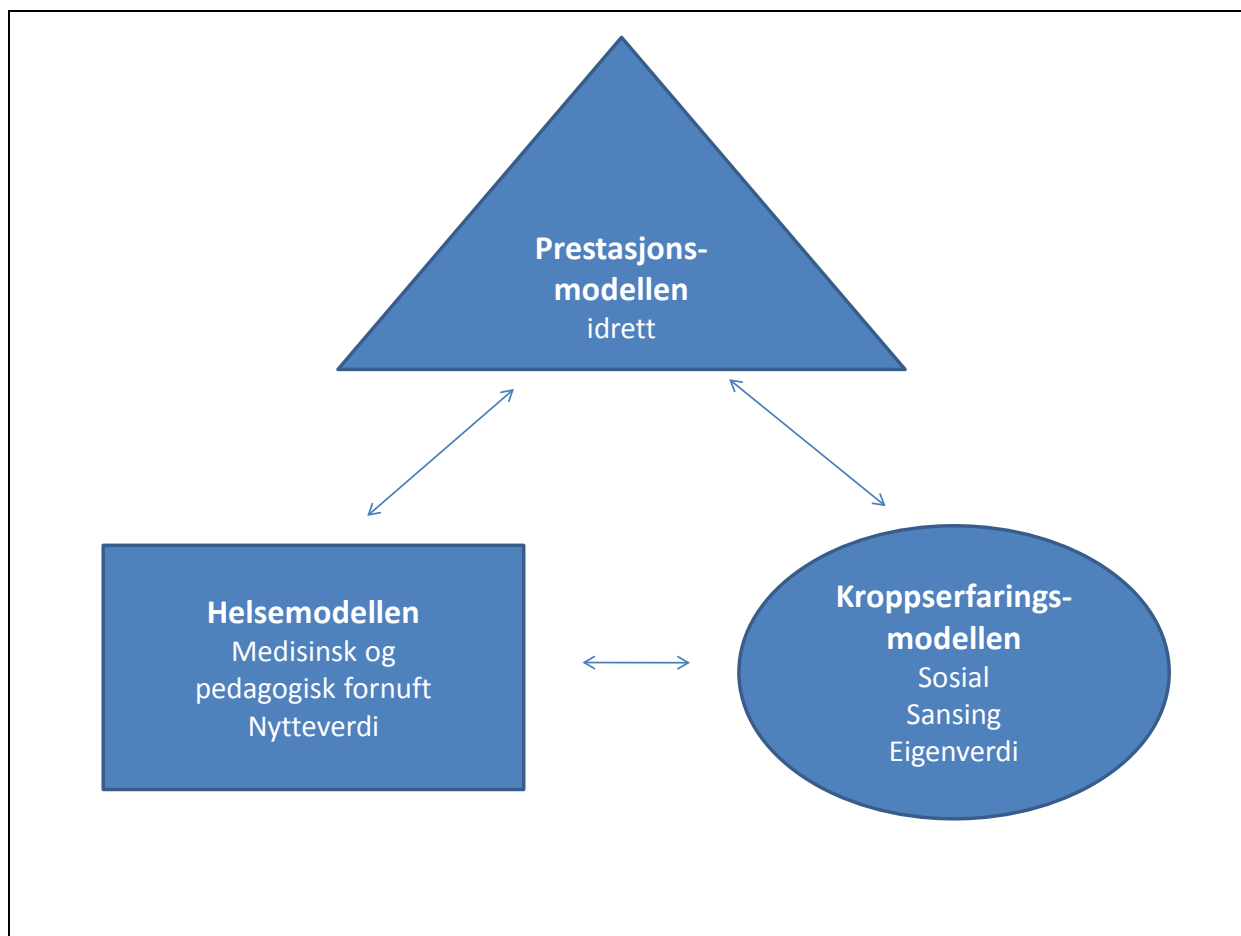 Prestasjons-
modellen
idrett
Helsemodellen
Medisinsk og
pedagogisk fornuft
Nytteverdi
Kroppserfarings-
modellen
Sosial
Sansing
Eigenverdi